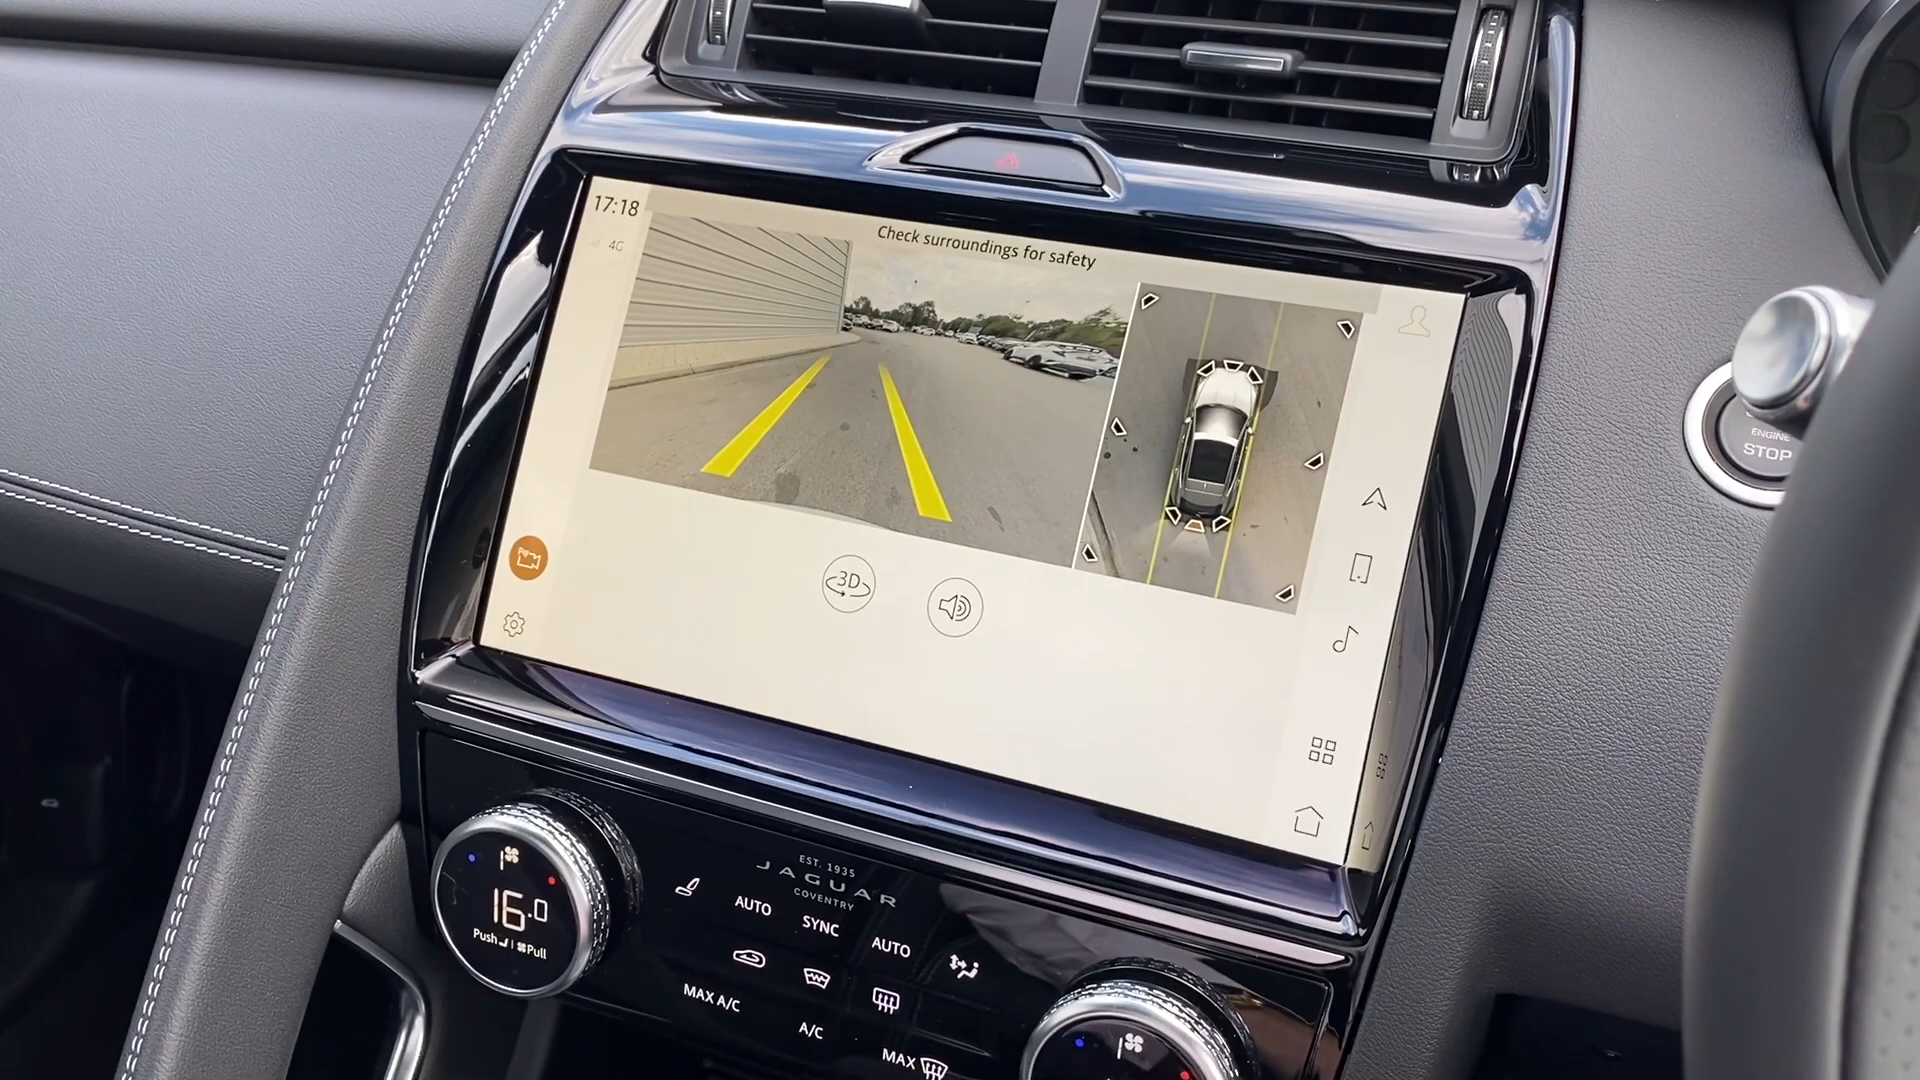 17:18
4G
Check surroundings for safety
3D
ENGINE
STOP
16.0
Push
Pull
EST. 1935
JAGUAR
COVENTRY
AUTO
SYNC
AUTO
MAX A/C
A/C
MAX